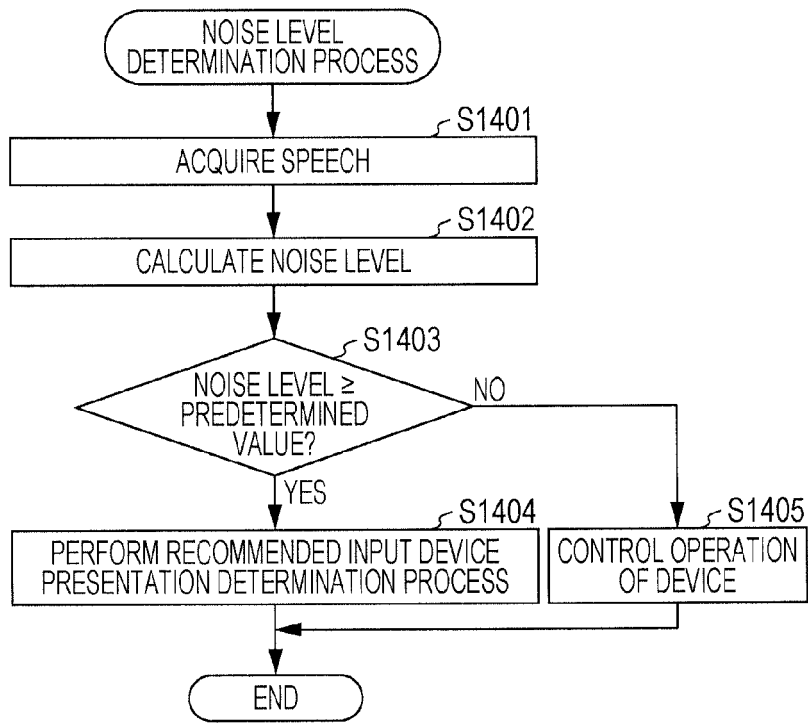 NOISE LEVEL
DETERMINATION PROCESS
S1401
ACQUIRE SPEECH
S1402
CALCULATE NOISE LEVEL
S1403
NOISE LEVEL ≥
PREDETERMINED
VALUE?
NO
YES
S1404
PERFORM RECOMMENDED INPUT DEVICE
PRESENTATION DETERMINATION PROCESS
S1405
CONTROL OPERATION
OF DEVICE
END